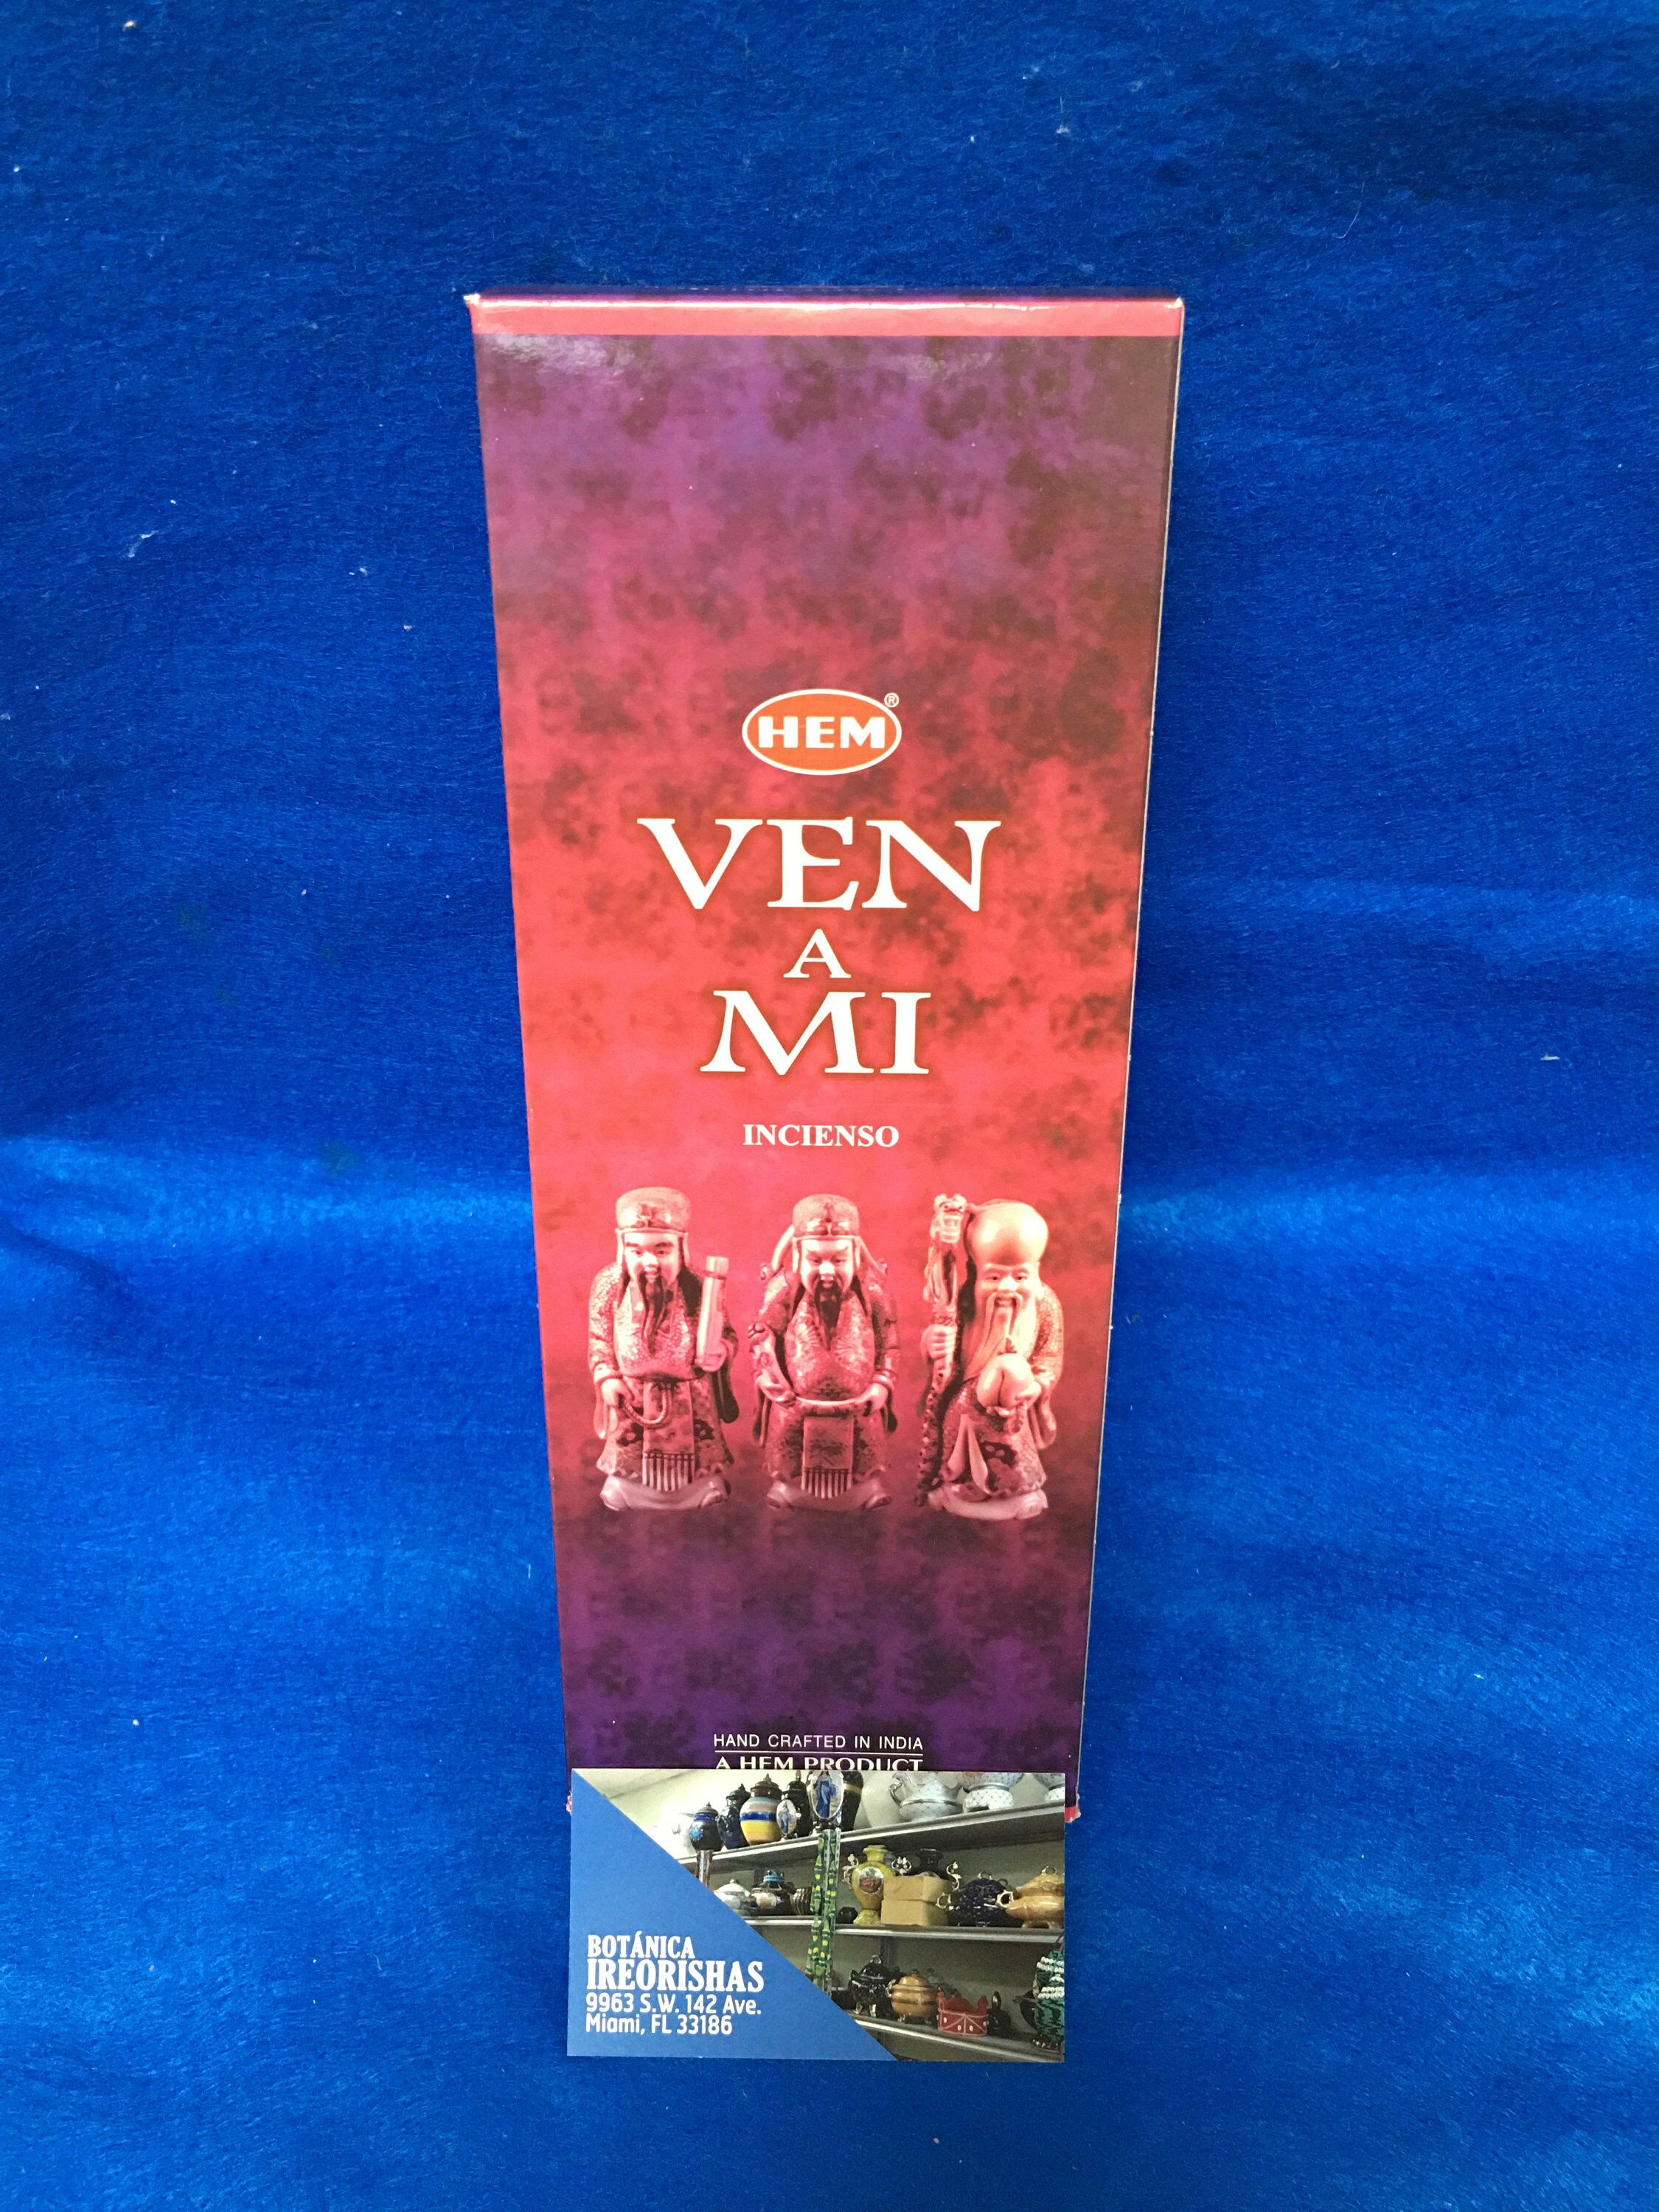 HEM®
VEN
A
MI
INCIENSO
HAND CRAFTED IN INDIA
A HEM PRODUCT
BOTÁNICA
IREORISHAS
9963 S.W. 142 Ave.
Miami, FL 33186